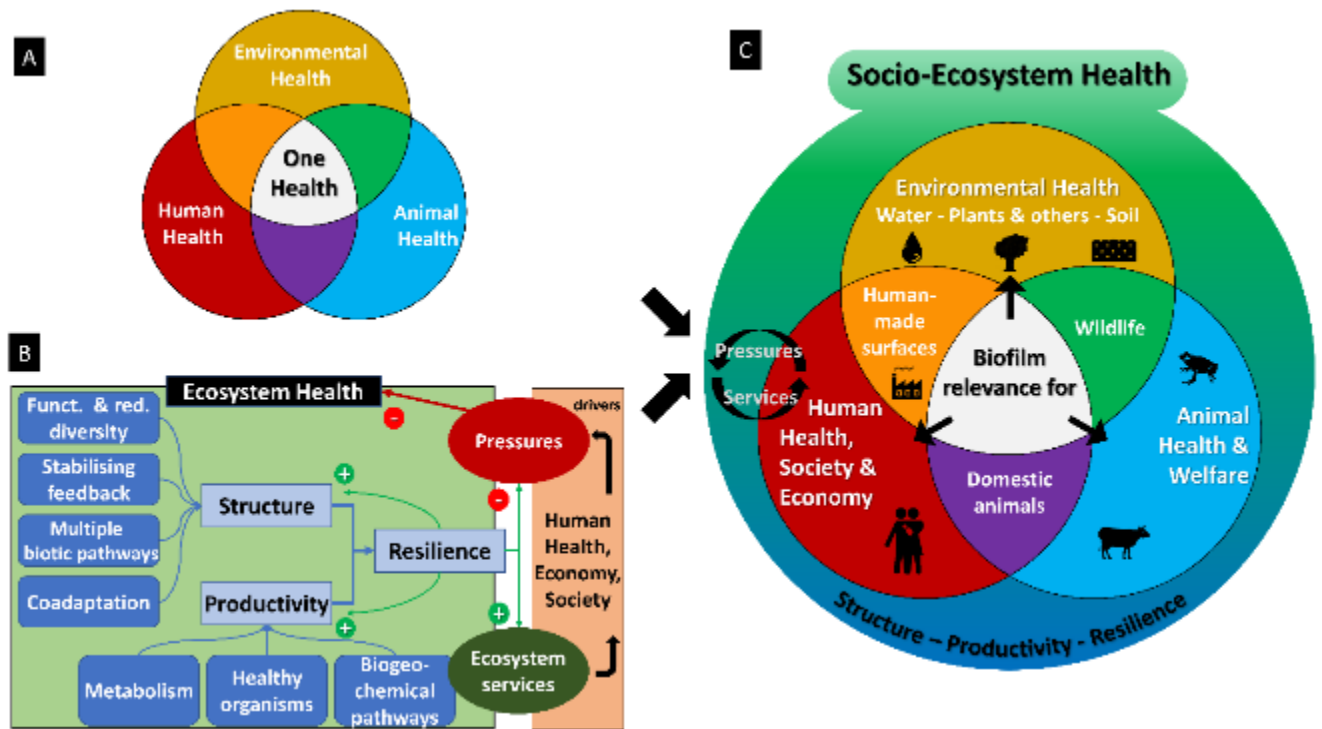 A
Environmental
Health
One
Health
Human
Health
Animal
Health
B
Ecosystem Health
drivers
Funct. & red.
diversity
Stabilising
feedback
Multiple
biotic pathways
Coadaptation
Structure
Productivity
Resilience
Metabolism
Healthy
organisms
Biogeo-
chemical
pathways
Pressures
-
-
+
+
+
Human
Health,
Economy,
Society
Ecosystem
services
C
Socio-Ecosystem Health
Environmental Health
Water - Plants & others - Soil
Human-
made
surfaces
Wildlife
Pressures
Services
Biofilm
relevance for
Human
Health,
Society &
Economy
Animal
Health &
Welfare
Domestic
animals
Structure – Productivity - Resilience